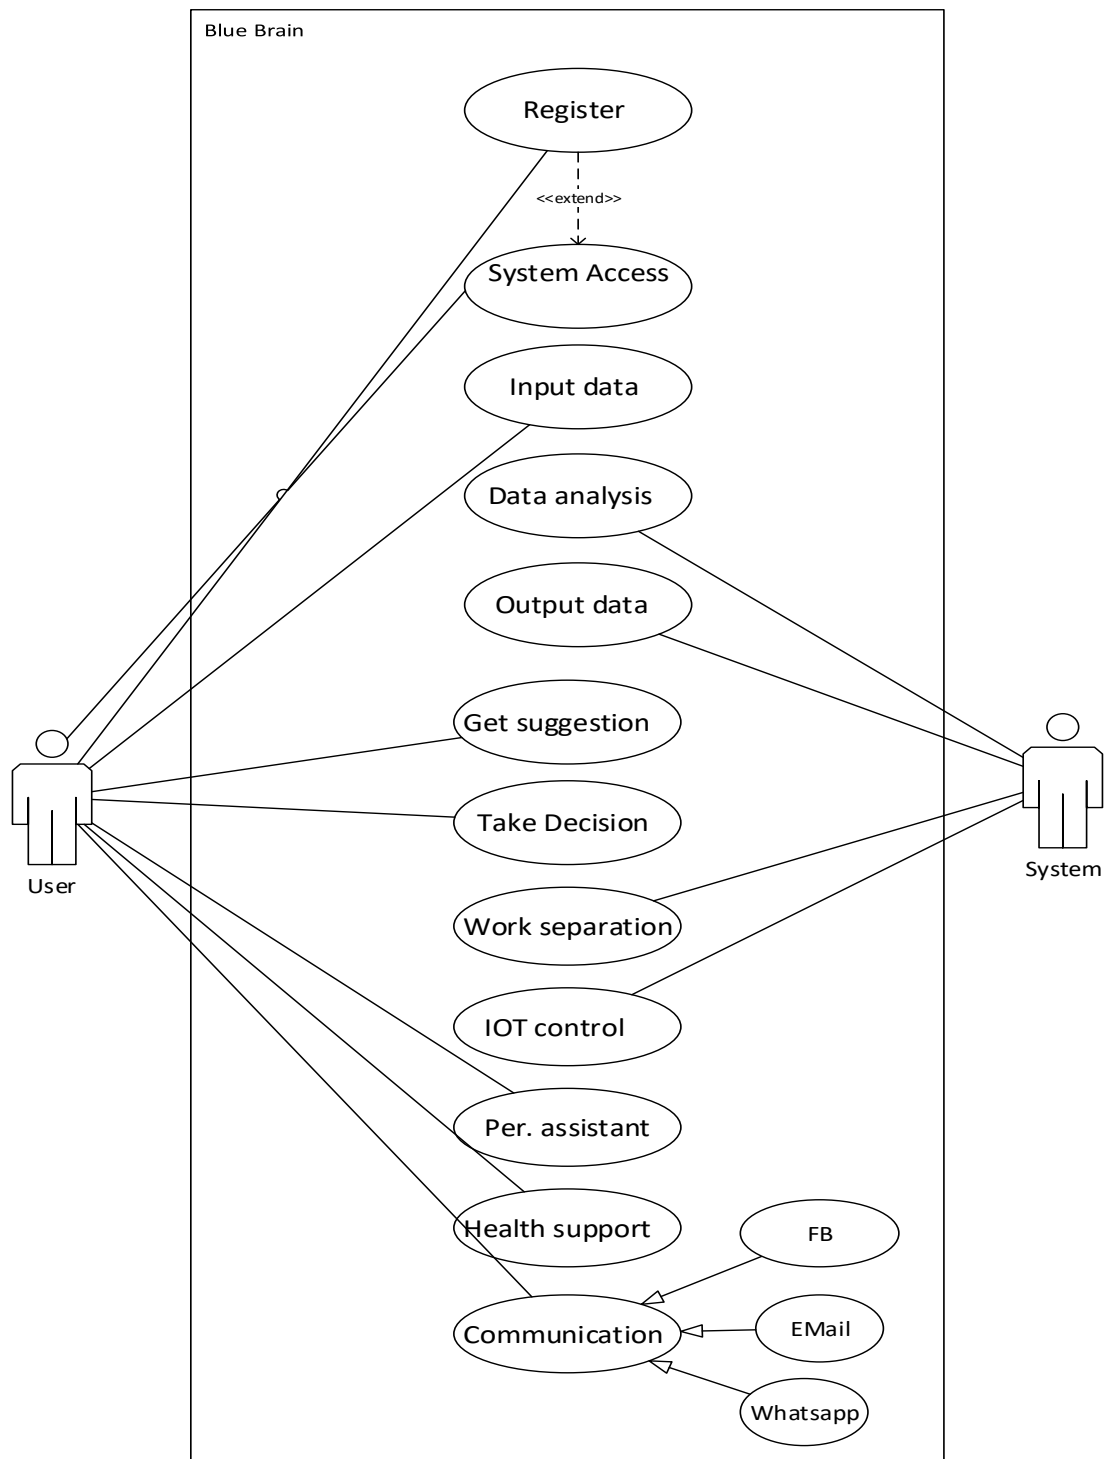 Blue Brain
Register
<<extend>>
System Access
Input data
Data analysis
Output data
Get suggestion
Take Decision
User
System
Work separation
IOT control
Per. assistant
Health support
FB
EMail
Communication
Whatsapp